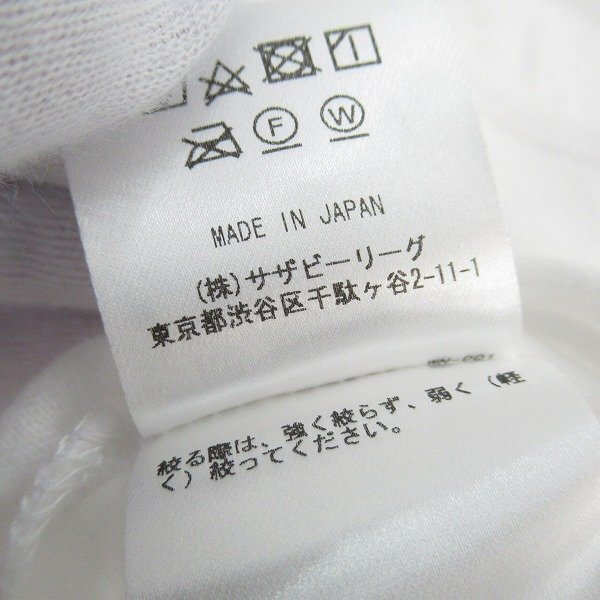 F W
MADE IN JAPAN
(株)サザビーリーグ
東京都渋谷区千駄ヶ谷2-11-1
絞る際は、強く絞らず、弱く(軽
く)絞ってください。